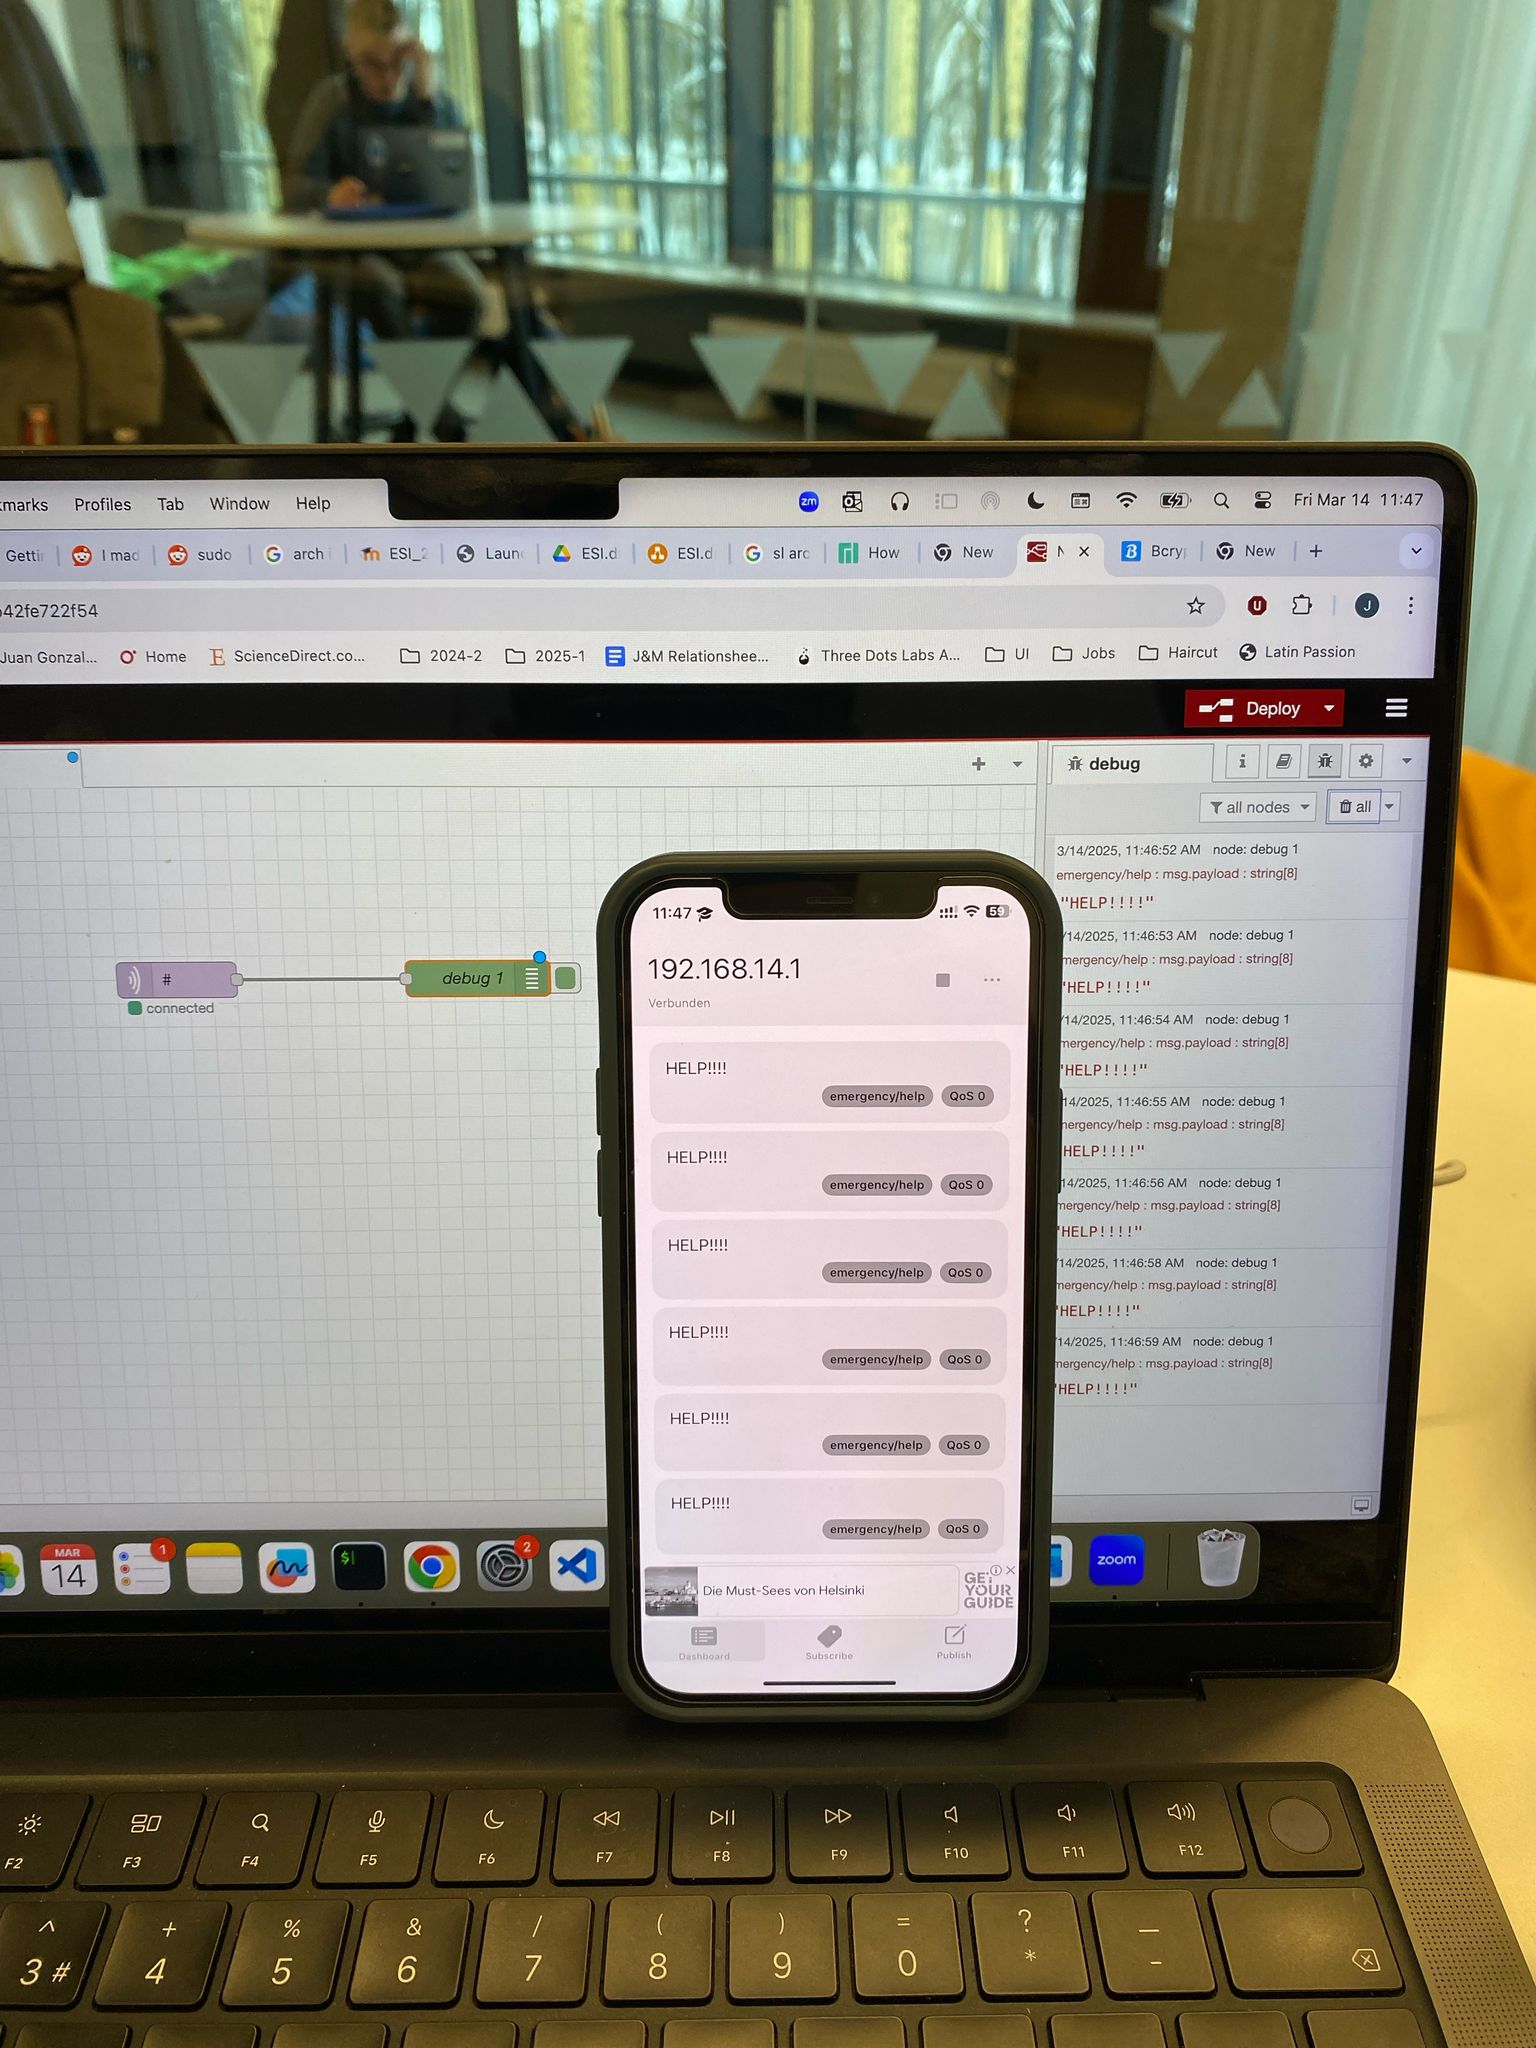 kmarks Profiles Tab Window Help zm Fri Mar 14 11:47
Getti I mad sudo arch i ESI_2 Laun ESI.d ESI.d sl arc How New N Bcry New
42fe722f54
Juan Gonzal... Home ScienceDirect.co... 2024-2 2025-1 J&M Relationshee... Three Dots Labs A... UI Jobs Haircut Latin Passion
Deploy
debug
all nodes all
# debug 1
connected
3/14/2025, 11:46:52 AM node: debug 1
emergency/help : msg.payload : string[8]
"HELP!!!!"
/14/2025, 11:46:53 AM node: debug 1
mergency/help : msg.payload : string[8]
"HELP!!!!"
/14/2025, 11:46:54 AM node: debug 1
mergency/help : msg.payload : string[8]
"HELP!!!!"
14/2025, 11:46:55 AM node: debug 1
mergency/help : msg.payload : string[8]
HELP!!!!"
14/2025, 11:46:56 AM node: debug 1
mergency/help : msg.payload : string[8]
"HELP!!!!"
/14/2025, 11:46:58 AM node: debug 1
mergency/help : msg.payload : string[8]
"HELP!!!!"
/14/2025, 11:46:59 AM node: debug 1
mergency/help : msg.payload : string[8]
"HELP!!!!"
11:47 59
192.168.14.1
Verbunden
HELP!!!!
emergency/help QoS 0
HELP!!!!
emergency/help QoS 0
HELP!!!!
emergency/help QoS 0
HELP!!!!
emergency/help QoS 0
HELP!!!!
emergency/help QoS 0
HELP!!!!
emergency/help QoS 0
Die Must-Sees von Helsinki
GET
YOUR
GUIDE
Dashboard Subscribe Publish
MAR
14 1 $ 2 zoom
F2 F3 F4 F5 F6 F7 F8 F9 F10 F11 F12
^ + % & / ( ) = ? _
3 # 4 5 6 7 8 9 0 * -